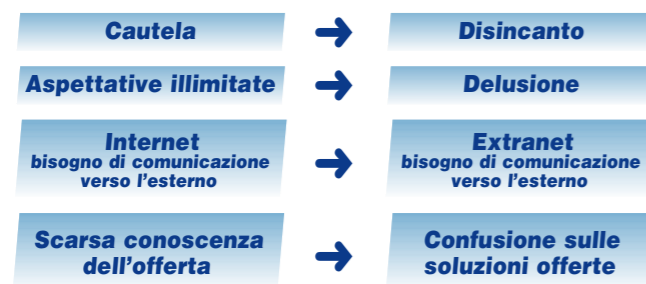 Cautela
Disincanto
Aspettative illimitate
Delusione
Internet
bisogno di comunicazione
verso l'esterno
Extranet
bisogno di comunicazione
verso l'esterno
Scarsa conoscenza
dell'offerta
Confusione sulle
soluzioni offerte